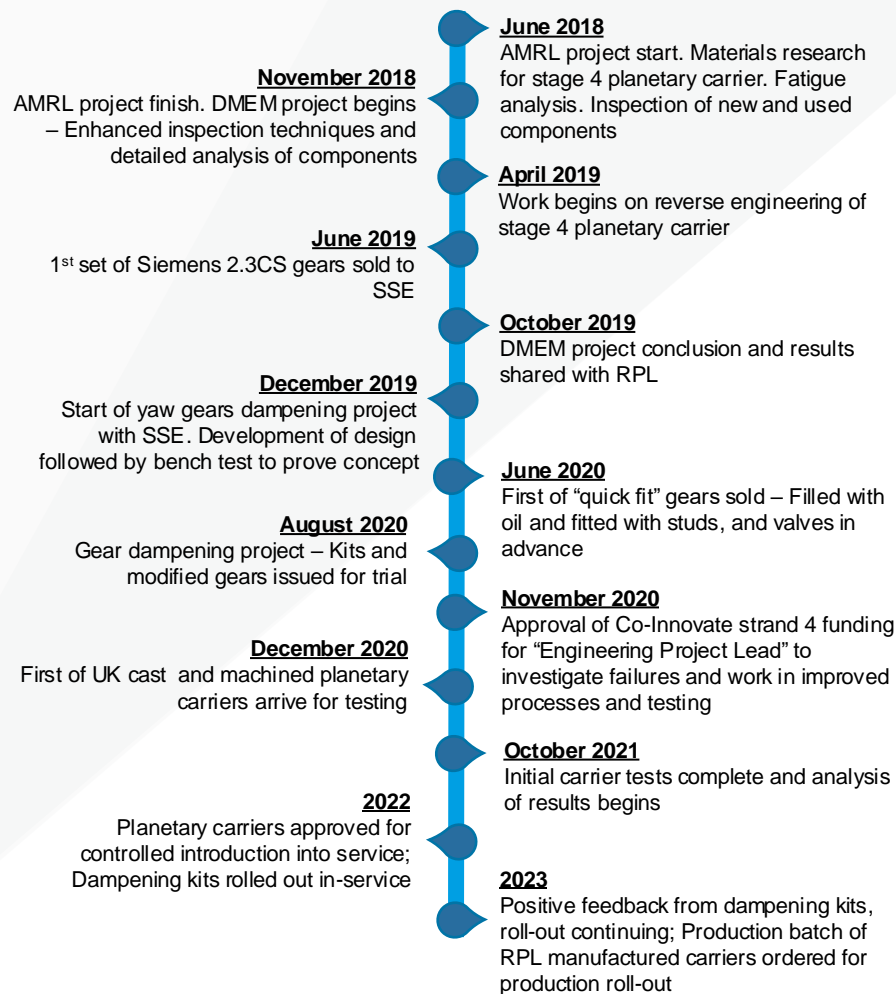 June 2018
AMRL project start. Materials research
for stage 4 planetary carrier. Fatigue
analysis. Inspection of new and used
components
November 2018
AMRL project finish. DMEM project begins
– Enhanced inspection techniques and
detailed analysis of components
April 2019
Work begins on reverse engineering of
stage 4 planetary carrier
June 2019
1st set of Siemens 2.3CS gears sold to
SSE
October 2019
DMEM project conclusion and results
shared with RPL
December 2019
Start of yaw gears dampening project
with SSE. Development of design
followed by bench test to prove concept
June 2020
First of “quick fit” gears sold – Filled with
oil and fitted with studs, and valves in
advance
August 2020
Gear dampening project – Kits and
modified gears issued for trial
November 2020
Approval of Co-Innovate strand 4 funding
for “Engineering Project Lead” to
investigate failures and work in improved
processes and testing
December 2020
First of UK cast and machined planetary
carriers arrive for testing
October 2021
Initial carrier tests complete and analysis
of results begins
2022
Planetary carriers approved for
controlled introduction into service;
Dampening kits rolled out in-service
2023
Positive feedback from dampening kits,
roll-out continuing; Production batch of
RPL manufactured carriers ordered for
production roll-out